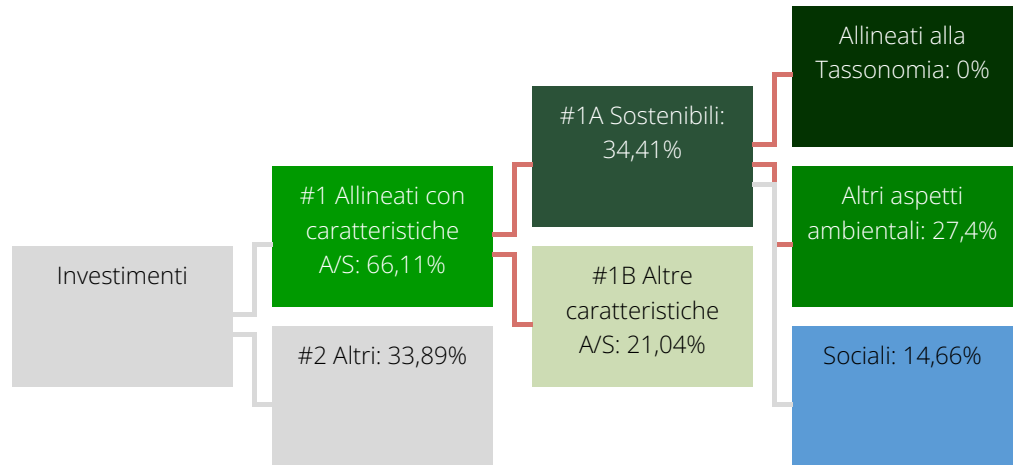 Investimenti
#1 Allineati con
caratteristiche
A/S: 66,11%
#2 Altri: 33,89%
#1A Sostenibili:
34,41%
#1B Altre
caratteristiche
A/S: 21,04%
Allineati alla
Tassonomia: 0%
Altri aspetti
ambientali: 27,4%
Sociali: 14,66%